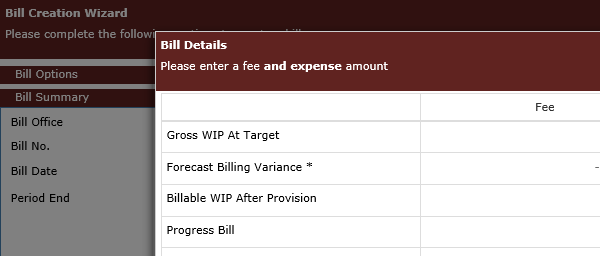 Bill Creation Wizard
Please complete the following
Bill Options
Bill Summary
Bill Office
Bill No.
Bill Date
Period End
Bill Details
Please enter a fee and expense amount
Fee
Gross WIP At Target
Forecast Billing Variance * -
Billable WIP After Provision
Progress Bill